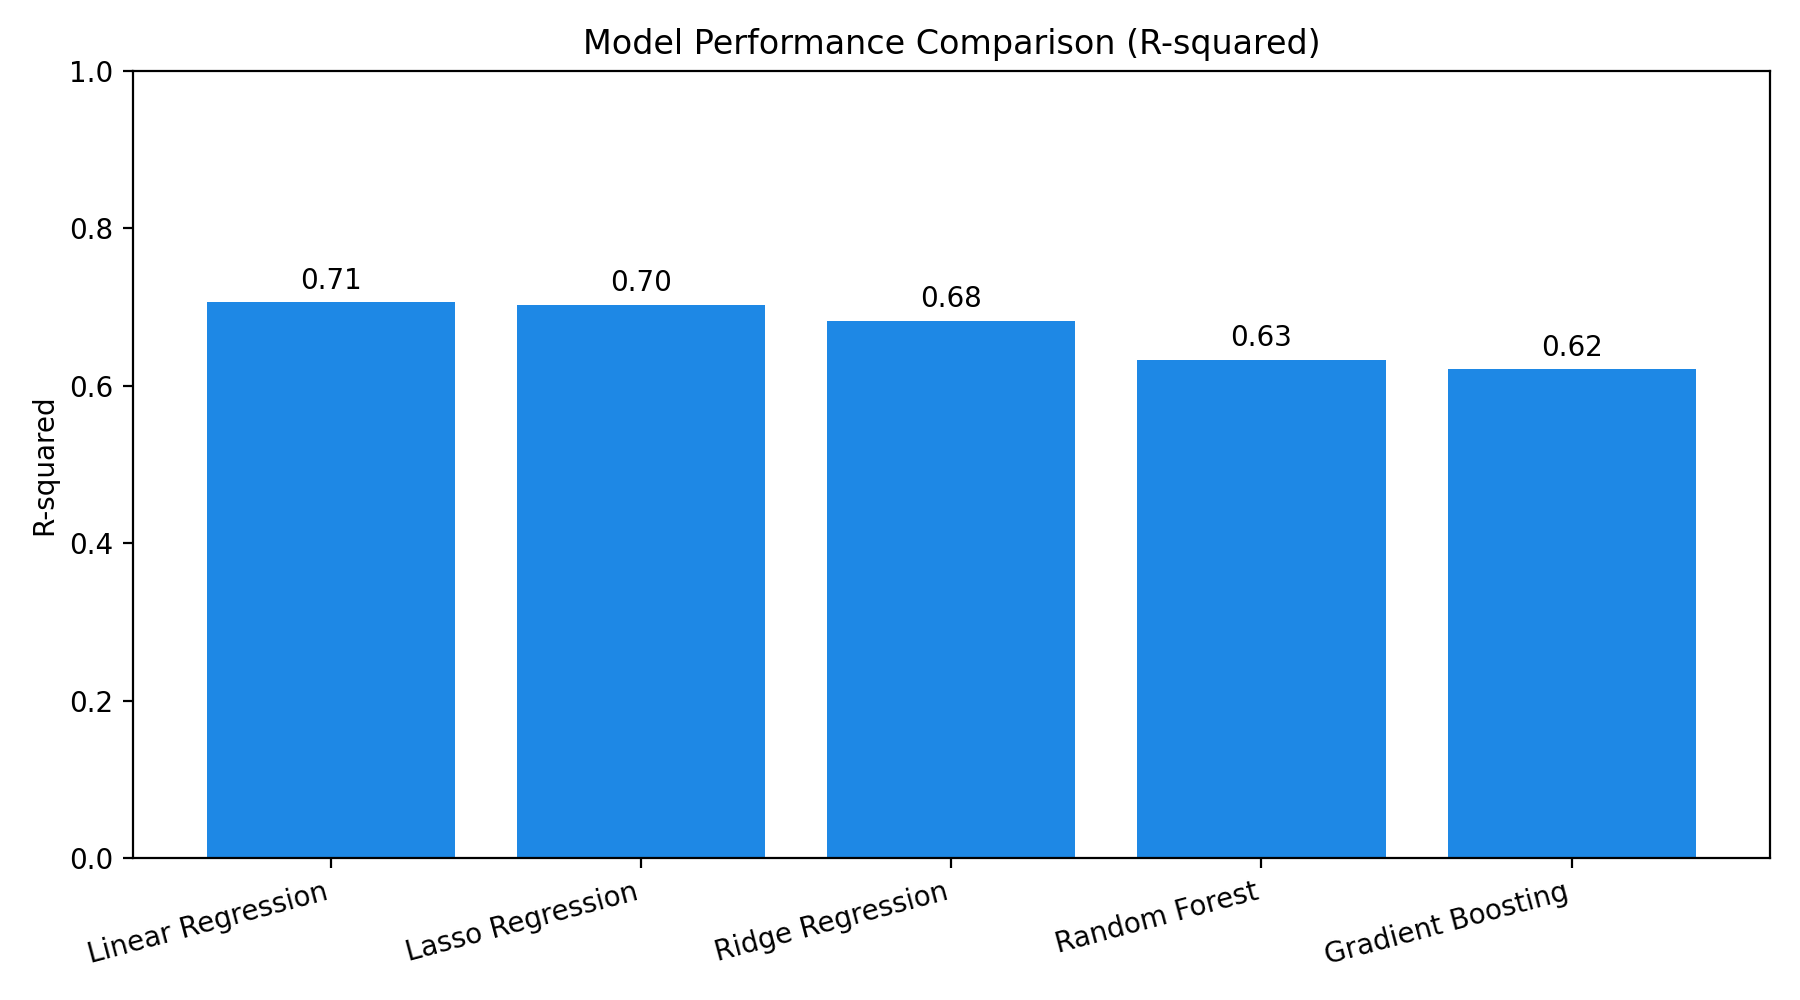 Model Performance Comparison (R-squared)
R-squared
1.0
0.8
0.6
0.4
0.2
0.0
0.71
0.70
0.68
0.63
0.62
Linear Regression
Lasso Regression
Ridge Regression
Random Forest
Gradient Boosting